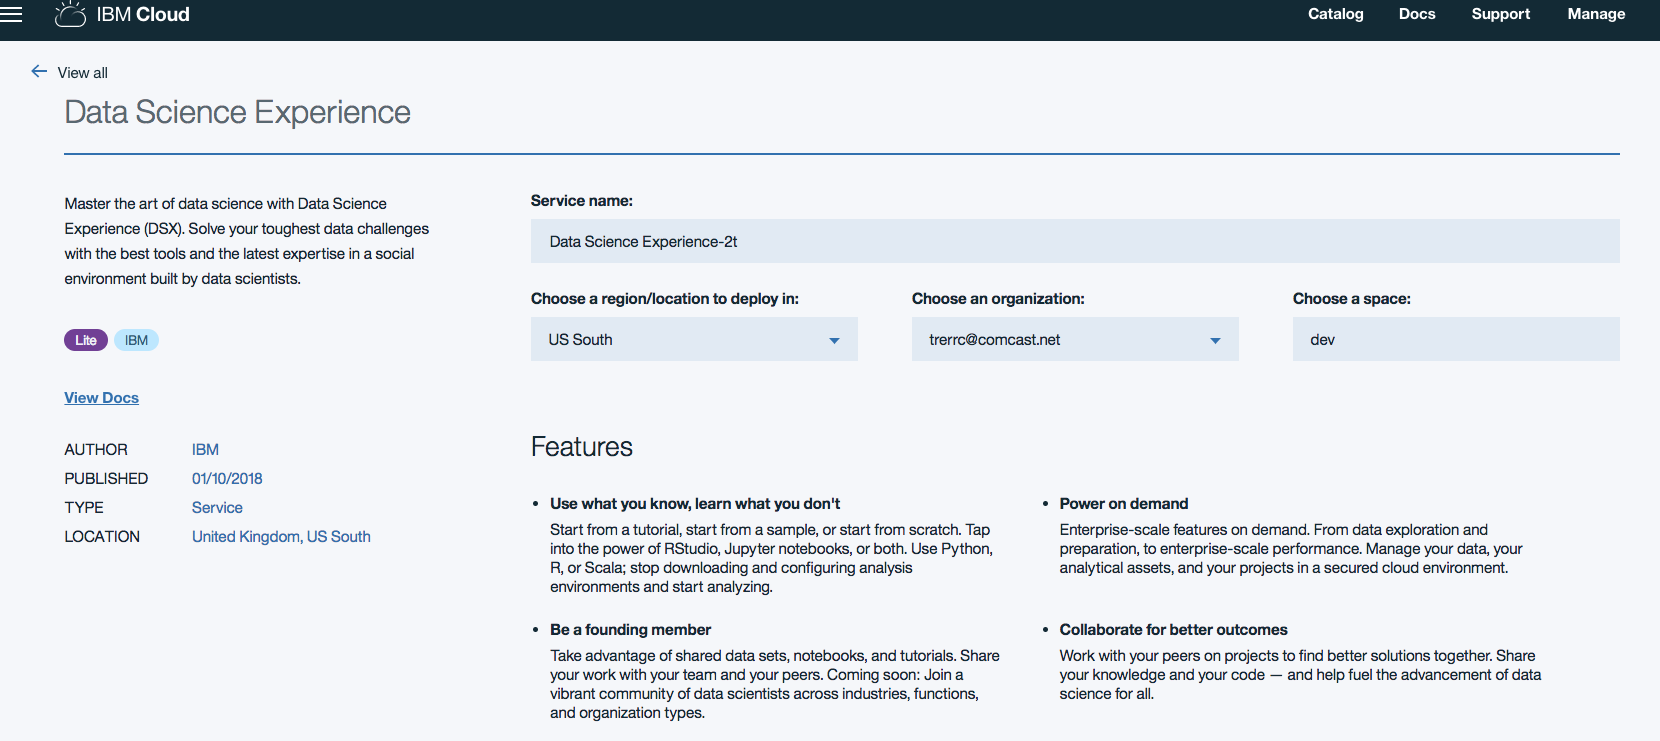 IBM Cloud
Catalog Docs Support Manage
View all
Data Science Experience
Master the art of data science with Data Science
Experience (DSX). Solve your toughest data challenges
with the best tools and the latest expertise in a social
environment built by data scientists.
Lite IBM
View Docs
AUTHOR IBM
PUBLISHED 01/10/2018
TYPE Service
LOCATION United Kingdom, US South
Service name:
Data Science Experience-2t
Choose a region/location to deploy in: Choose an organization: Choose a space:
US South trerrc@comcast.net dev
Features
• Use what you know, learn what you don't
Start from a tutorial, start from a sample, or start from scratch. Tap
into the power of RStudio, Jupyter notebooks, or both. Use Python,
R, or Scala; stop downloading and configuring analysis
environments and start analyzing.
• Power on demand
Enterprise-scale features on demand. From data exploration and
preparation, to enterprise-scale performance. Manage your data, your
analytical assets, and your projects in a secured cloud environment.
• Be a founding member
Take advantage of shared data sets, notebooks, and tutorials. Share
your work with your team and your peers. Coming soon: Join a
vibrant community of data scientists across industries, functions,
and organization types.
• Collaborate for better outcomes
Work with your peers on projects to find better solutions together. Share
your knowledge and your code — and help fuel the advancement of data
science for all.